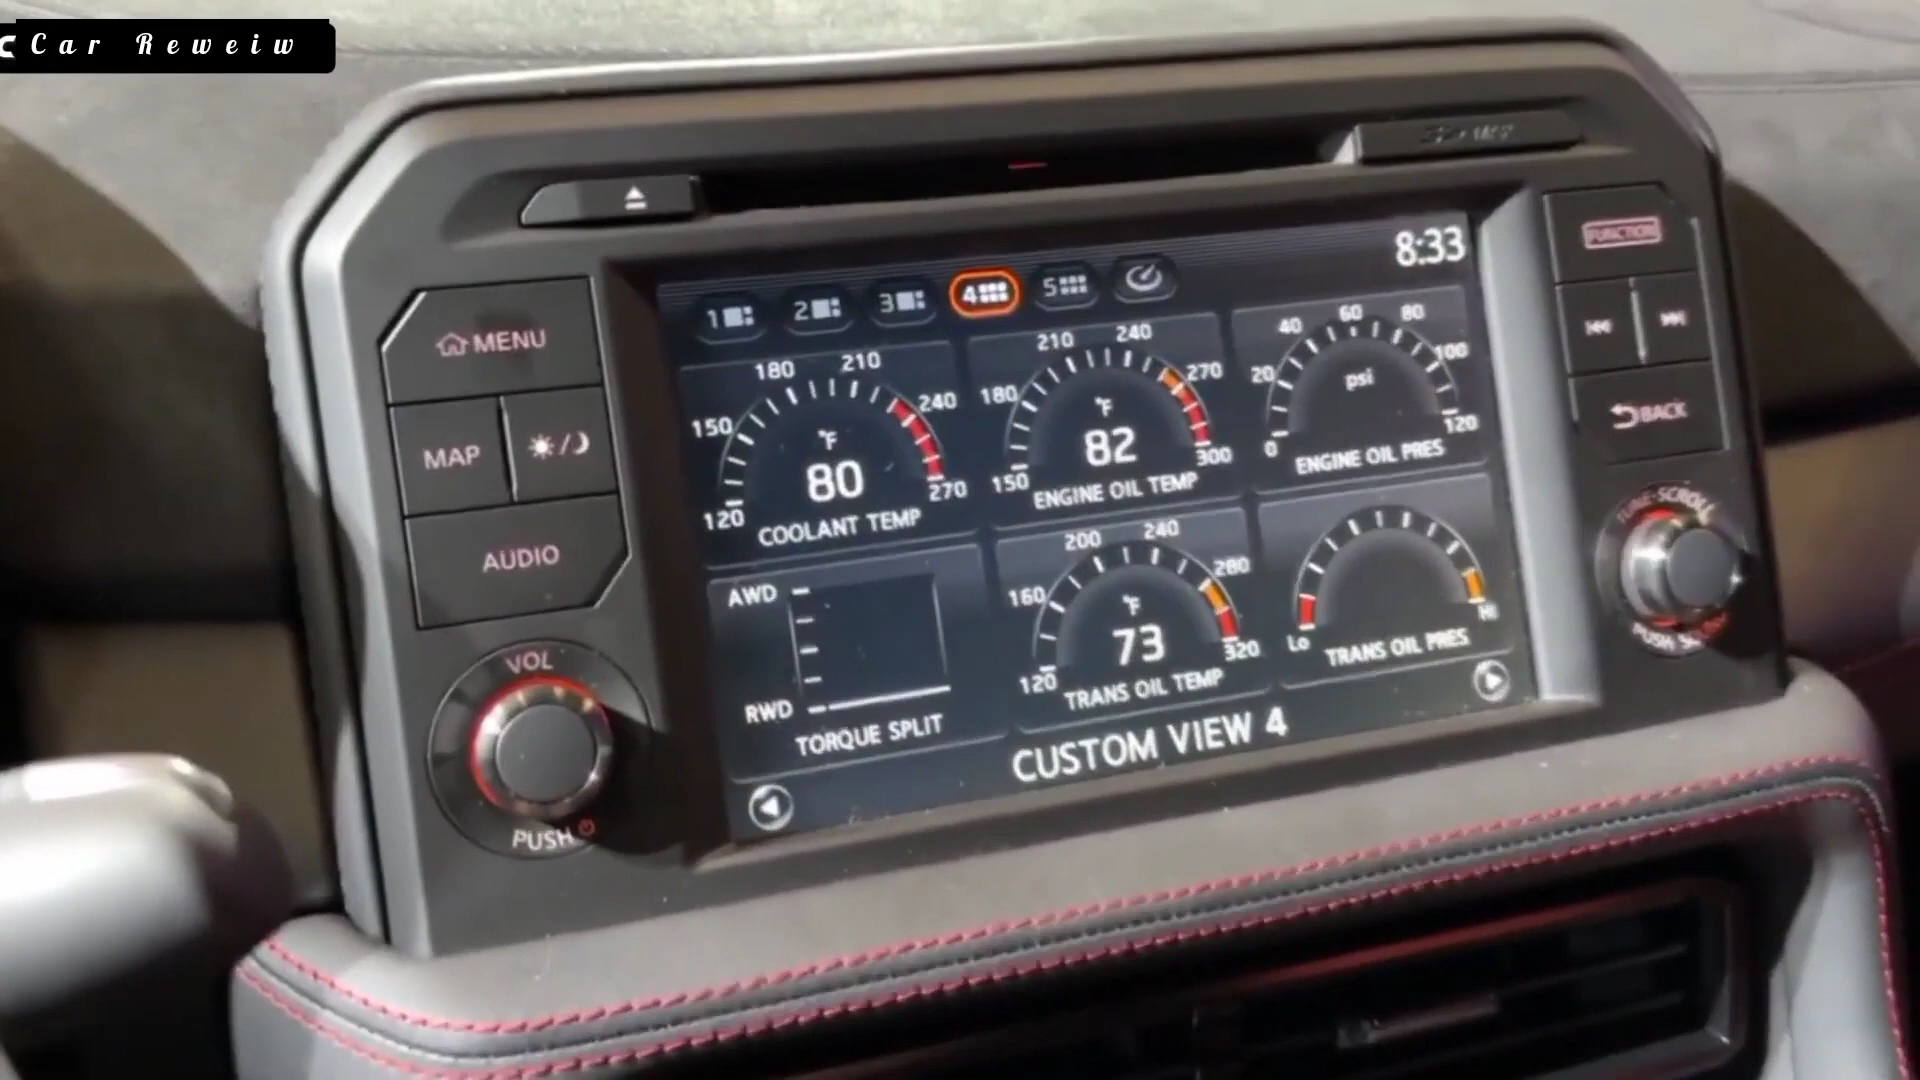 Car Reweiw
8:33
1 2 3 4 5
FUNCTION
MENU
MAP
AUDIO
BACK
VOL
PUSH
TUNE·SCROLL
PUSH
180 210
150 240
°F
80
120 270
COOLANT TEMP
210 240
180 270
°F
82
150 300
ENGINE OIL TEMP
40 60 80
20 100
psi
0 120
ENGINE OIL PRES
AWD
RWD
TORQUE SPLIT
200 240
160 280
°F
73
120 320
TRANS OIL TEMP
Lo HI
TRANS OIL PRES
CUSTOM VIEW 4